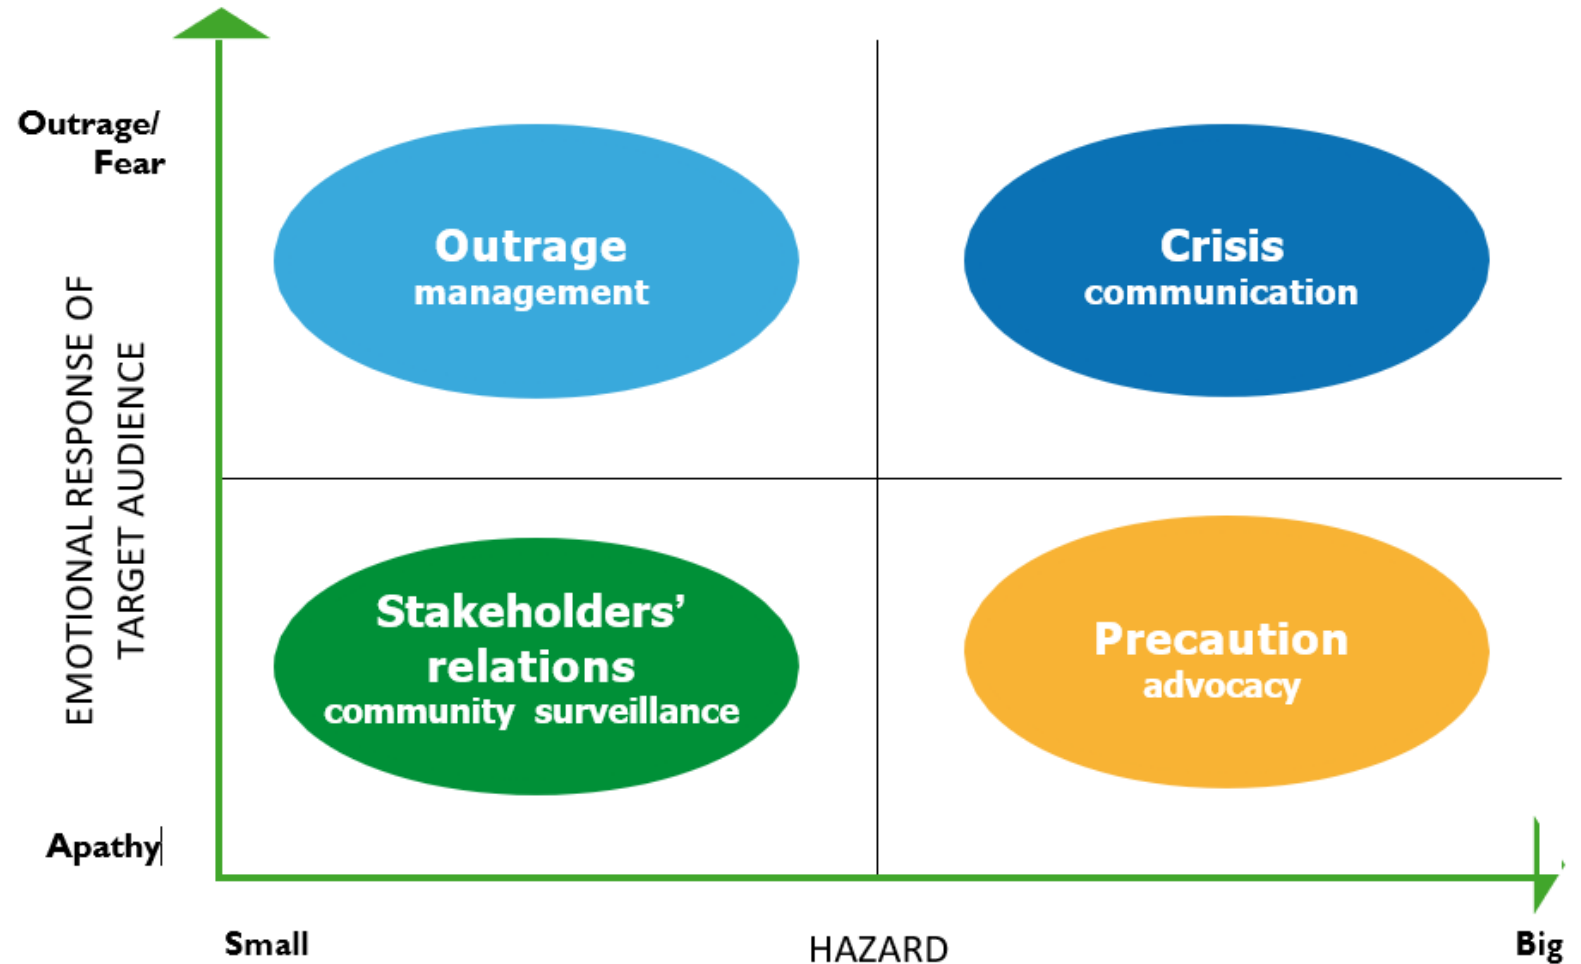 Outrage/
Fear
EMOTIONAL RESPONSE OF
TARGET AUDIENCE
Apathy
Outrage
management
Crisis
communication
Stakeholders’
relations
community surveillance
Precaution
advocacy
Small
HAZARD
Big